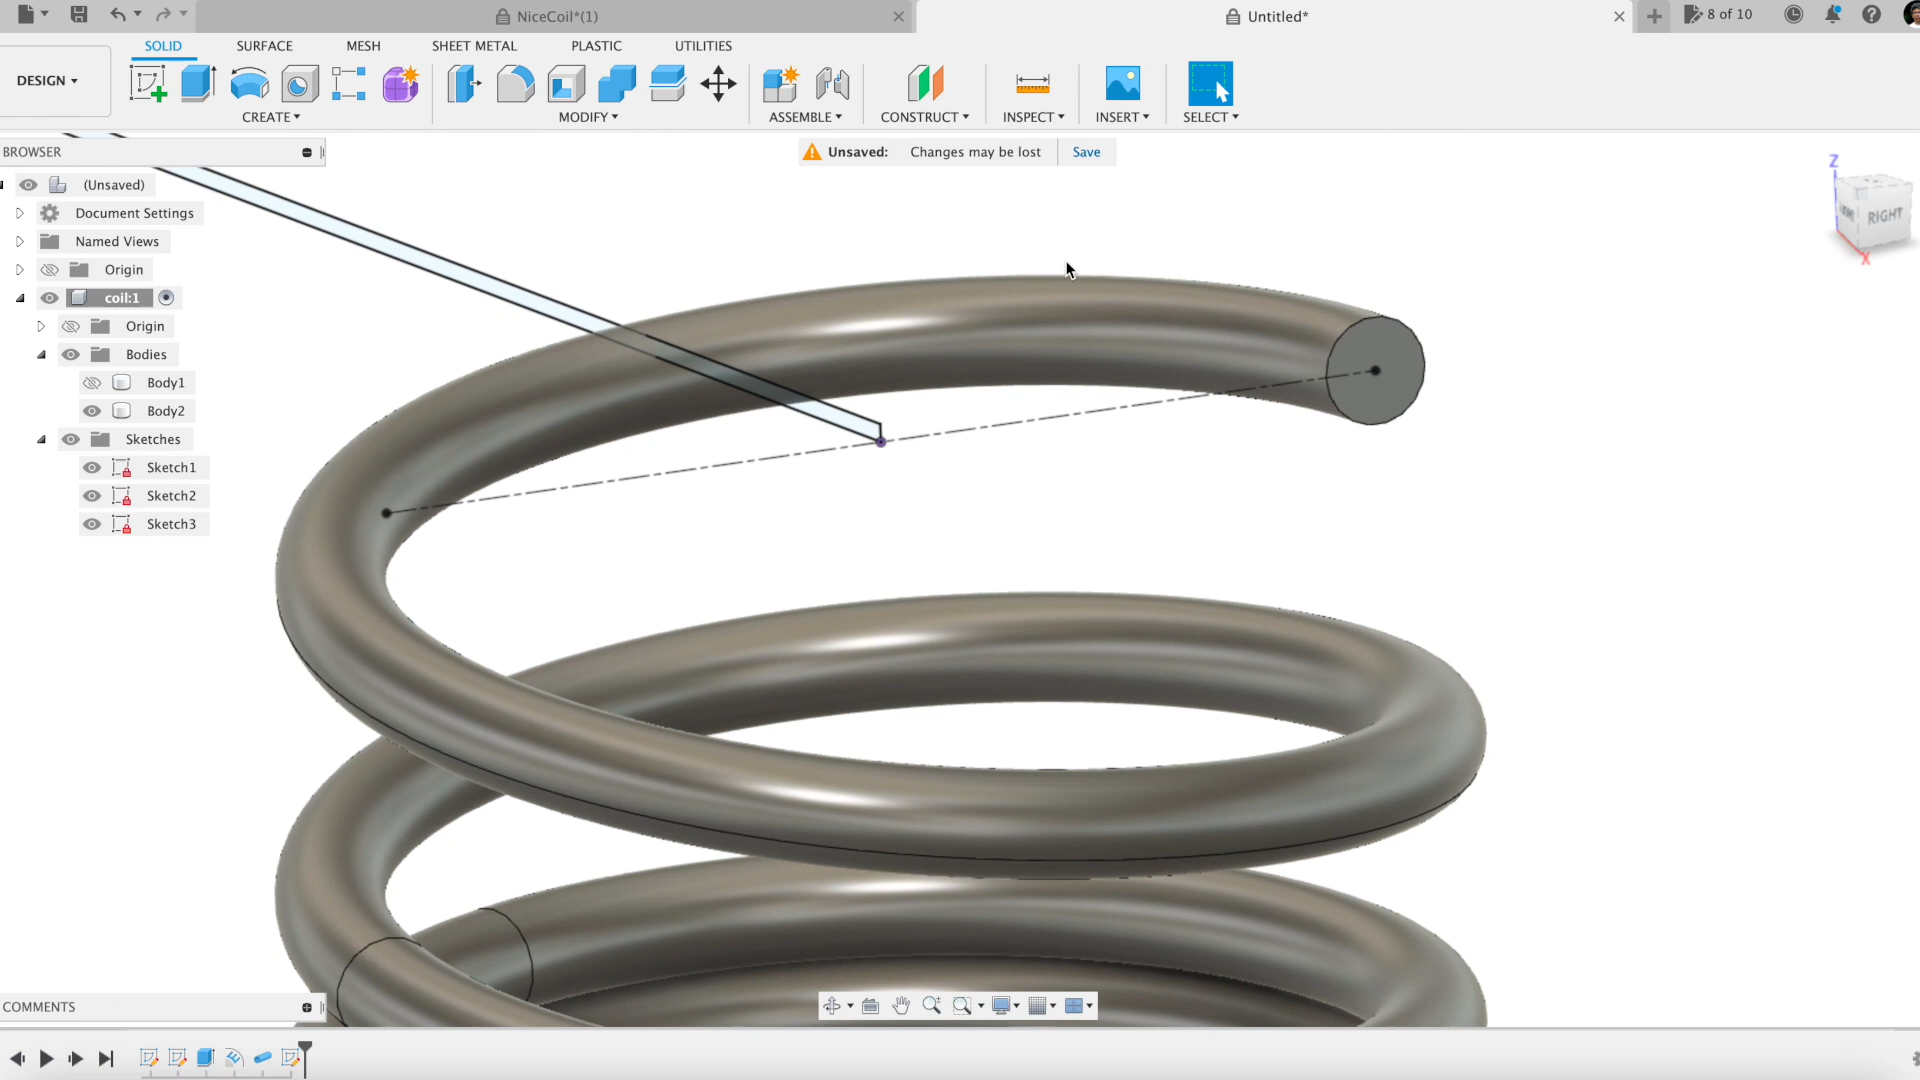 NiceCoil*(1)
Untitled*
8 of 10
SOLID SURFACE MESH SHEET METAL PLASTIC UTILITIES
DESIGN
CREATE MODIFY ASSEMBLE CONSTRUCT INSPECT INSERT SELECT
BROWSER
Unsaved: Changes may be lost Save
(Unsaved)
Document Settings
Named Views
Origin
coil:1
Origin
Bodies
Body1
Body2
Sketches
Sketch1
Sketch2
Sketch3
Z
RIGHT
X
COMMENTS